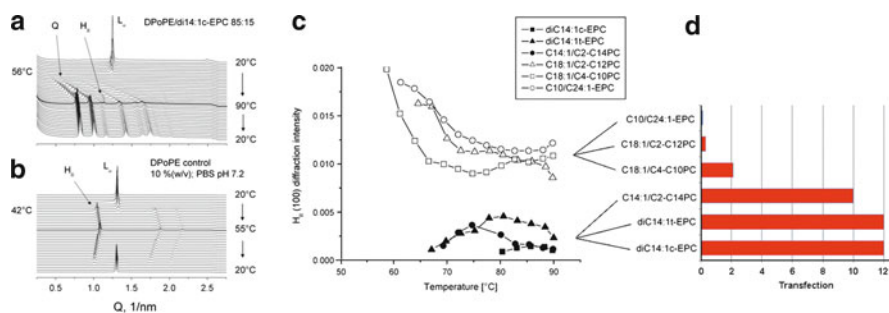 a
Q
H_II
L_α
DPoPE/di14:1c-EPC 85:15
56°C
20°C
90°C
20°C
b
H_II
L_α
DPoPE control
10 %(w/v); PBS pH 7.2
42°C
20°C
55°C
20°C
0.5 1.0 1.5 2.0 2.5
Q, 1/nm
c
diC14:1c-EPC
diC14:1t-EPC
C14:1/C2-C14PC
C18:1/C2-C12PC
C18:1/C4-C10PC
C10/C24:1-EPC
H_II (100) diffraction intensity
0.020
0.015
0.010
0.005
0.000
50 60 70 80 90
Temperature [°C]
d
C10/C24:1-EPC
C18:1/C2-C12PC
C18:1/C4-C10PC
C14:1/C2-C14PC
diC14:1t-EPC
diC14:1c-EPC
0 2 4 6 8 10 12
Transfection